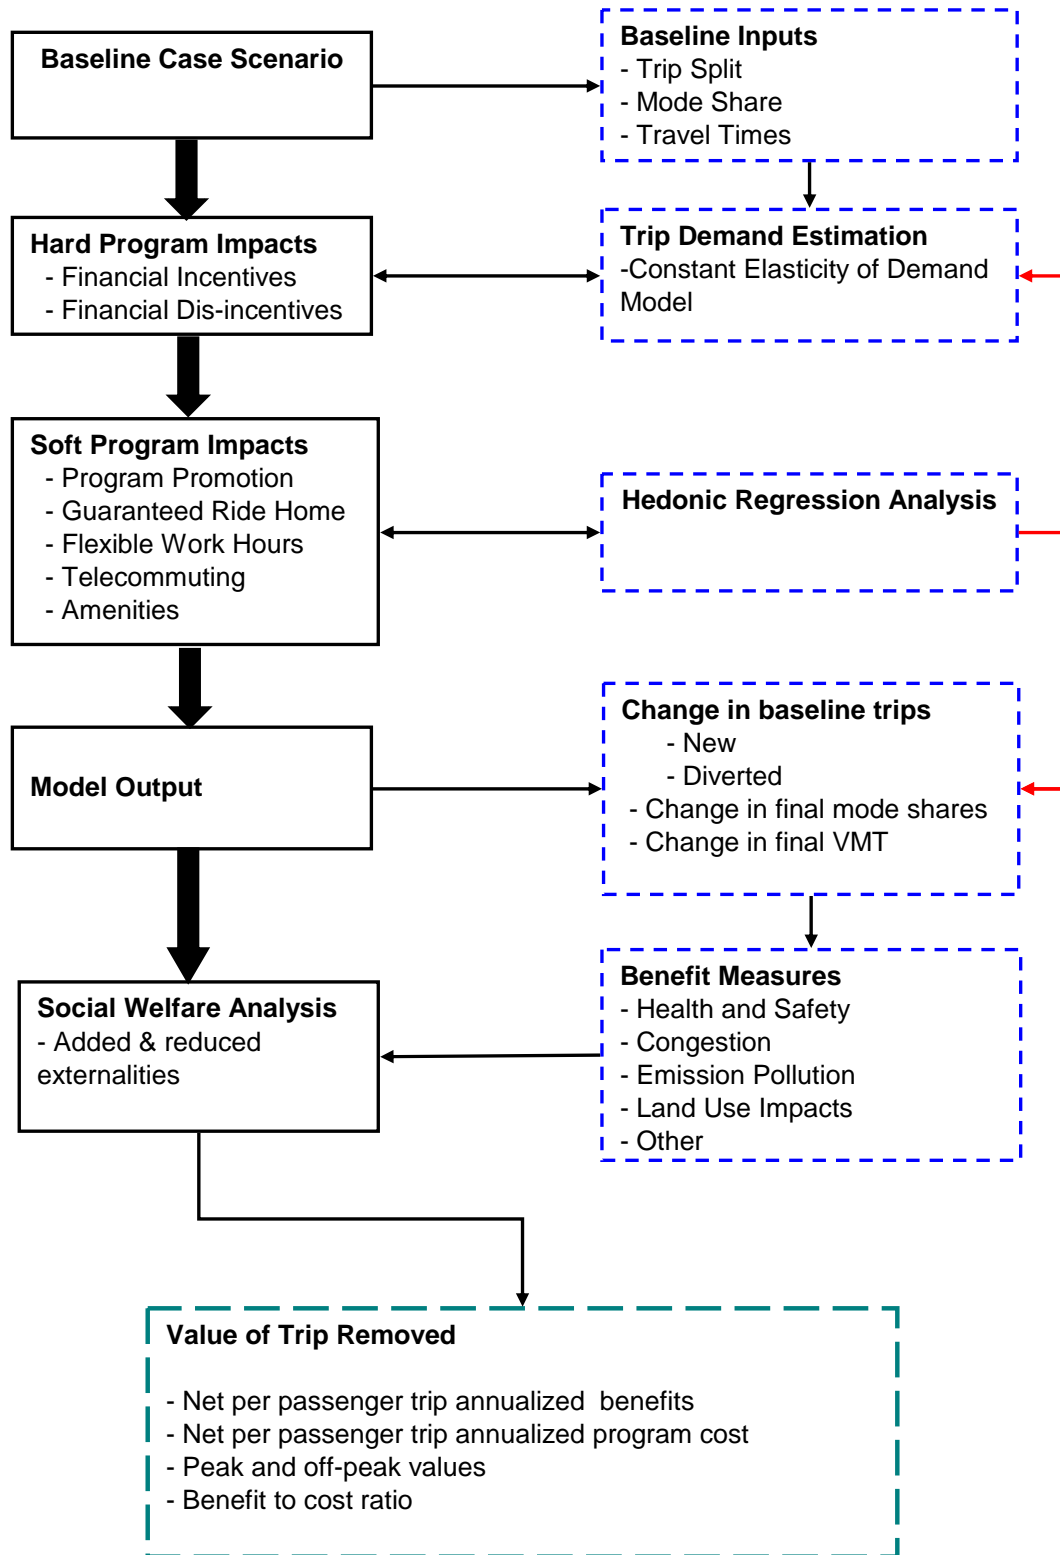 Baseline Case Scenario
Baseline Inputs
- Trip Split
- Mode Share
- Travel Times
Hard Program Impacts
- Financial Incentives
- Financial Dis-incentives
Trip Demand Estimation
-Constant Elasticity of Demand
Model
Soft Program Impacts
- Program Promotion
- Guaranteed Ride Home
- Flexible Work Hours
- Telecommuting
- Amenities
Hedonic Regression Analysis
Model Output
Change in baseline trips
- New
- Diverted
- Change in final mode shares
- Change in final VMT
Social Welfare Analysis
- Added & reduced
externalities
Benefit Measures
- Health and Safety
- Congestion
- Emission Pollution
- Land Use Impacts
- Other
Value of Trip Removed
- Net per passenger trip annualized  benefits
- Net per passenger trip annualized program cost
- Peak and off-peak values
- Benefit to cost ratio